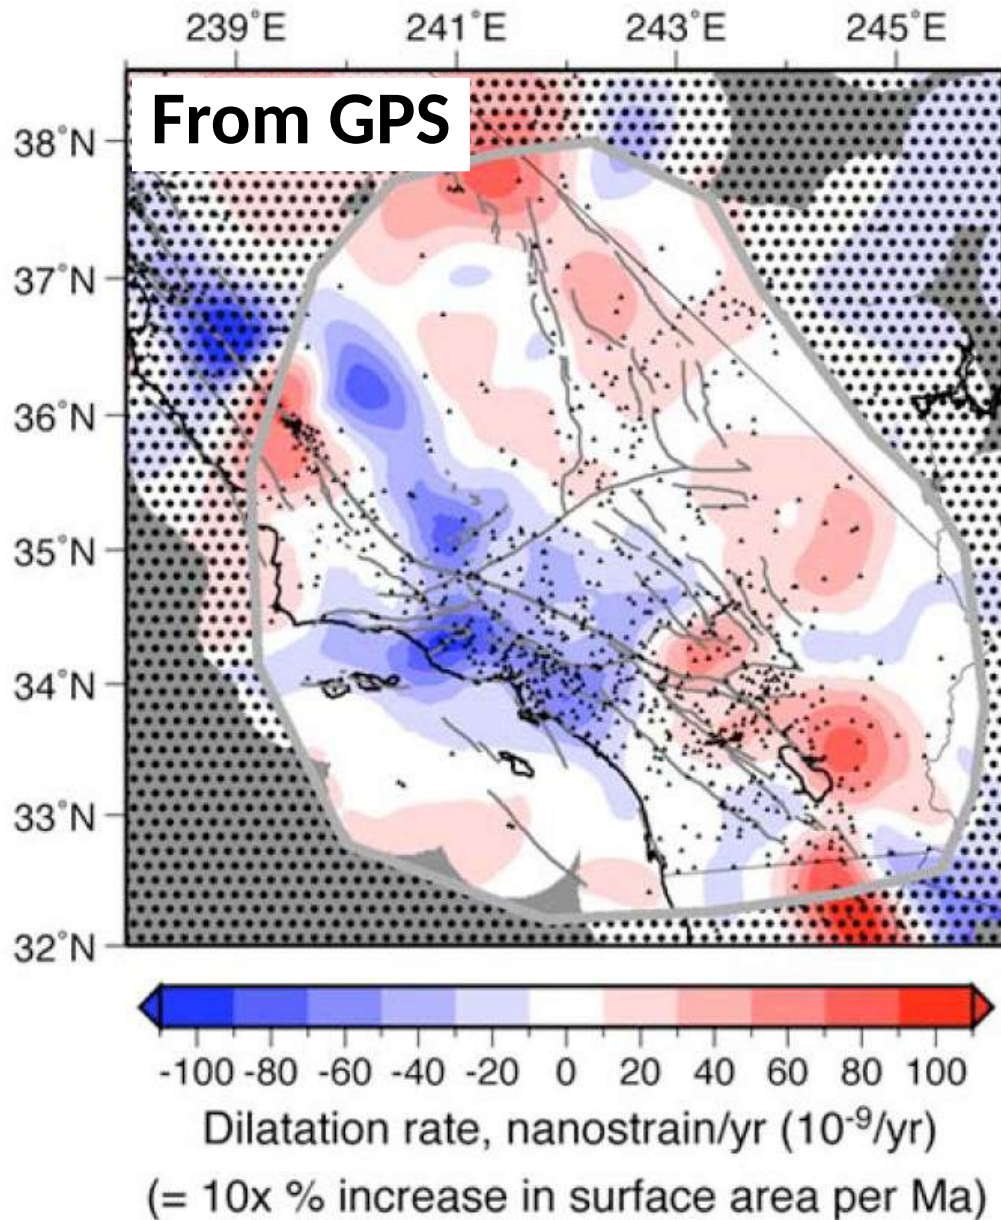 239°E 241°E 243°E 245°E
From GPS
38°N
37°N
36°N
35°N
34°N
33°N
32°N
-100 -80 -60 -40 -20 0 20 40 60 80 100
Dilatation rate, nanostrain/yr (10⁻⁹/yr)
(= 10x % increase in surface area per Ma)